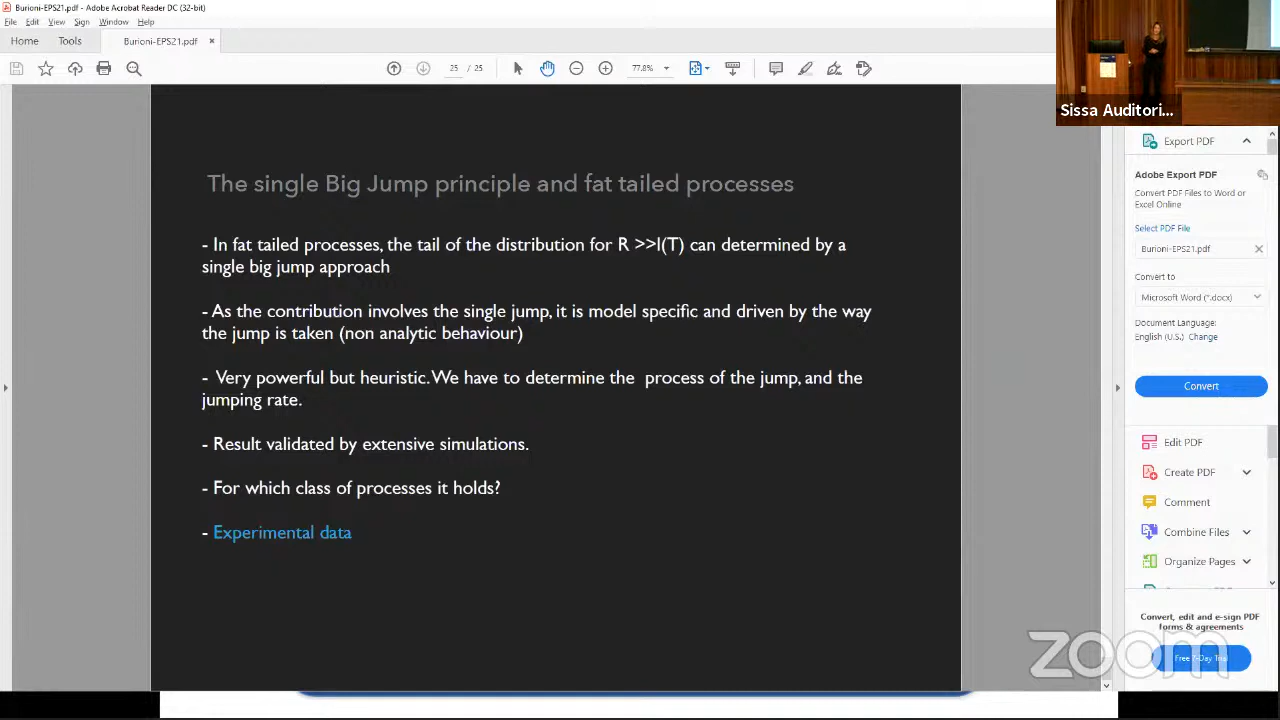 Burioni-EPS21.pdf - Adobe Acrobat Reader DC (32-bit)
File Edit View Sign Window Help
Home Tools Burioni-EPS21.pdf ×
25 / 25 77.8%
Sissa Auditori...
The single Big Jump principle and fat tailed processes
- In fat tailed processes, the tail of the distribution for R >>l(T) can determined by a
single big jump approach
- As the contribution involves the single jump, it is model specific and driven by the way
the jump is taken (non analytic behaviour)
- Very powerful but heuristic. We have to determine the process of the jump, and the
jumping rate.
- Result validated by extensive simulations.
- For which class of processes it holds?
- Experimental data
Export PDF
Adobe Export PDF
Convert PDF Files to Word or
Excel Online
Select PDF File
Burioni-EPS21.pdf
Convert to
Microsoft Word (*.docx)
Document Language:
English (U.S.) Change
Convert
Edit PDF
Create PDF
Comment
Combine Files
Organize Pages
Convert, edit and e-sign PDF
forms & agreements
Free 7-Day Trial
zoom